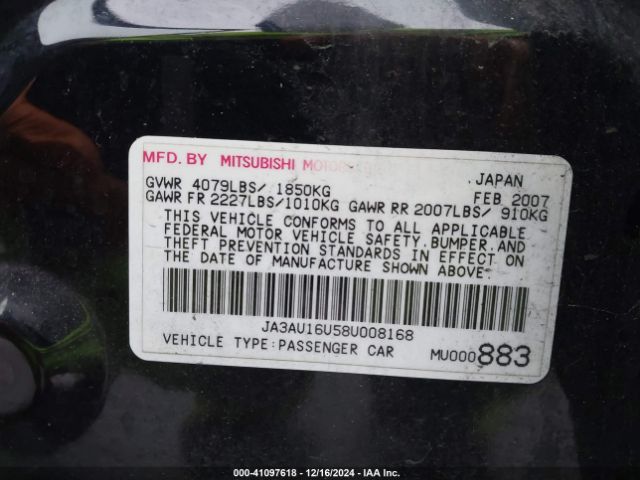 MFD. BY MITSUBISHI MOTORS JAPAN
GVWR 4079LBS/ 1850KG FEB 2007
GAWR FR 2227LBS/1010KG GAWR RR 2007LBS/ 910KG
THIS VEHICLE CONFORMS TO ALL APPLICABLE
FEDERAL MOTOR VEHICLE SAFETY, BUMPER, AND
THEFT PREVENTION STANDARDS IN EFFECT ON
THE DATE OF MANUFACTURE SHOWN ABOVE.
JA3AU16U58U008168
VEHICLE TYPE:PASSENGER CAR MU000883
000-41097618 - 12/16/2024 - IAA Inc.